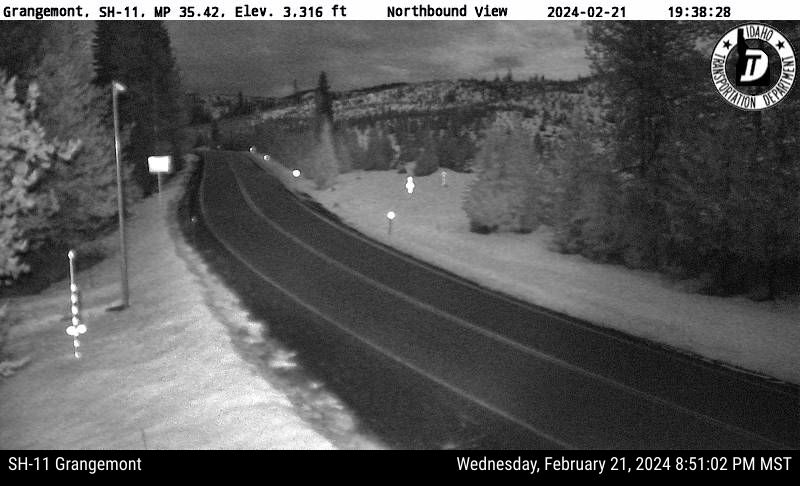 Grangemont, SH-11, MP 35.42, Elev. 3,316 ft Northbound View 2024-02-21 19:38:28
IDAHO
TRANSPORTATION DEPARTMENT
SH-11 Grangemont Wednesday, February 21, 2024 8:51:02 PM MST